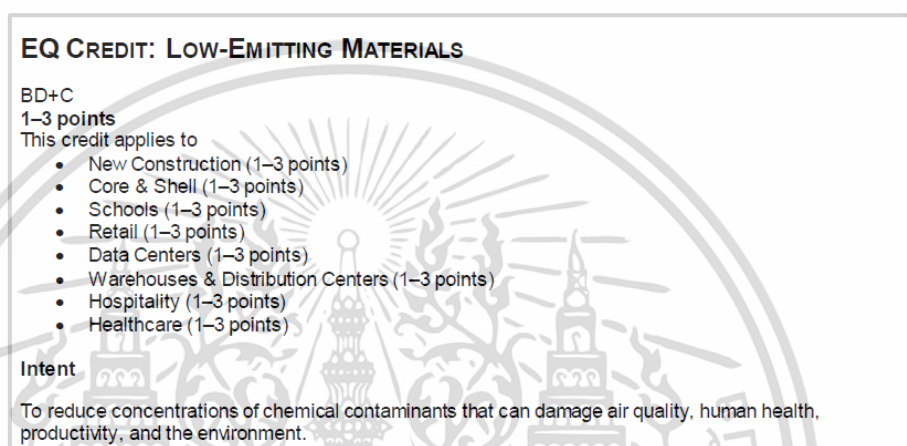 EQ CREDIT: LOW-EMITTING MATERIALS
BD+C
1–3 points
This credit applies to
• New Construction (1–3 points)
• Core & Shell (1–3 points)
• Schools (1–3 points)
• Retail (1–3 points)
• Data Centers (1–3 points)
• Warehouses & Distribution Centers (1–3 points)
• Hospitality (1–3 points)
• Healthcare (1–3 points)
Intent
To reduce concentrations of chemical contaminants that can damage air quality, human health,
productivity, and the environment.